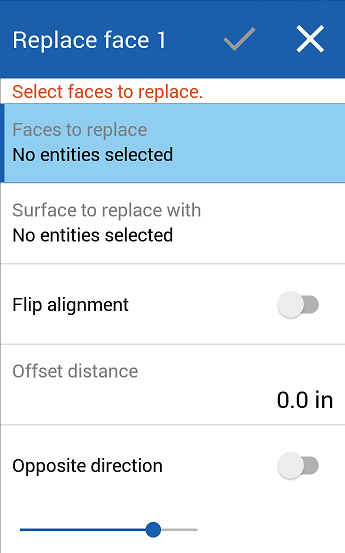 Replace face 1
Select faces to replace.
Faces to replace
No entities selected
Surface to replace with
No entities selected
Flip alignment
Offset distance
0.0 in
Opposite direction